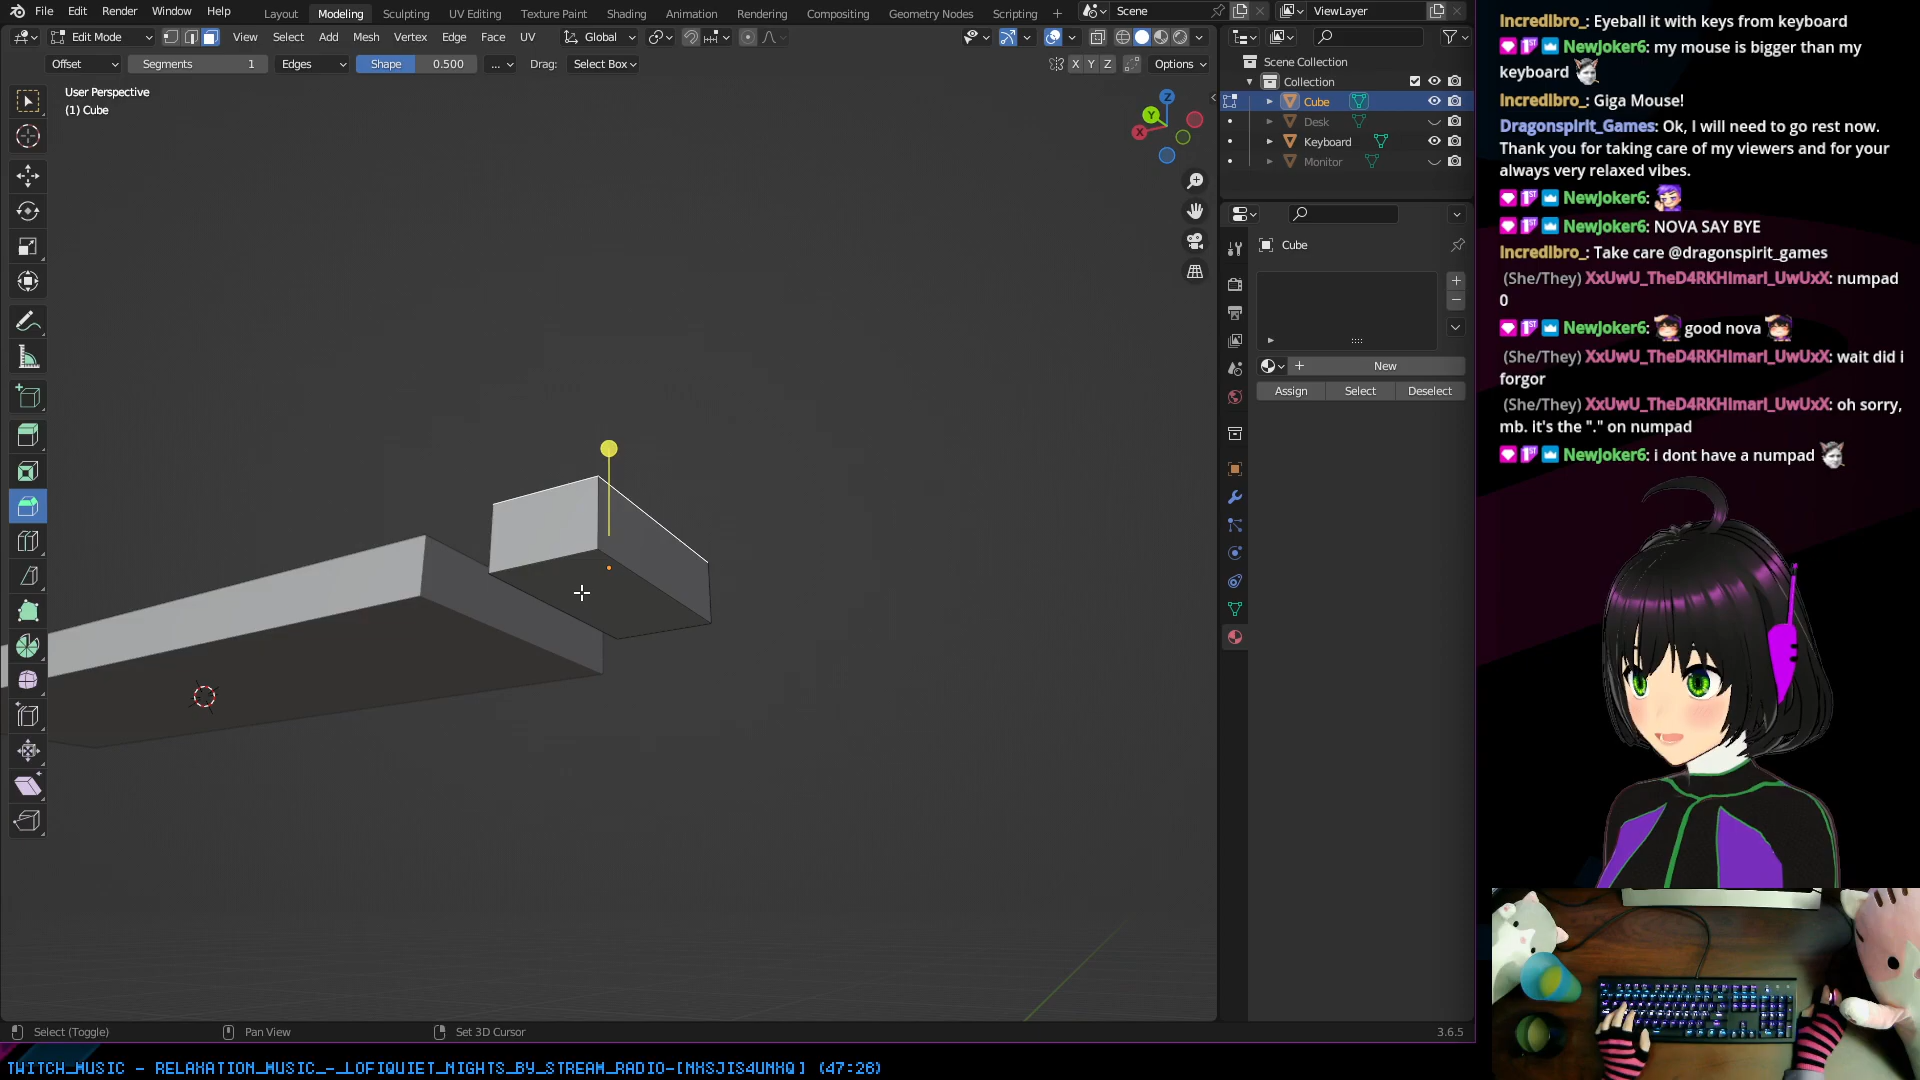 File Edit Render Window Help Layout Modeling Sculpting UV Editing Texture Paint Shading Animation Rendering Compositing Geometry Nodes Scripting + Scene ViewLayer
Edit Mode View Select Add Mesh Vertex Edge Face UV Global
Offset Segments 1 Edges Shape 0.500 ... Drag: Select Box X Y Z Options
User Perspective
(1) Cube
Z
Y
X
Scene Collection
Collection
Cube
Desk
Keyboard
Monitor
Cube
New
Assign Select Deselect
Select (Toggle) Pan View Set 3D Cursor 3.6.5
IncredIbro_: Eyeball it with keys from keyboard
NewJoker6: my mouse is bigger than my
keyboard
IncredIbro_: Giga Mouse!
Dragonspirit_Games: Ok, I will need to go rest now.
Thank you for taking care of my viewers and for your
always very relaxed vibes.
NewJoker6:
NewJoker6: NOVA SAY BYE
IncredIbro_: Take care @dragonspirit_games
(She/They) XxUwU_TheD4RKHImarI_UwUxX: numpad
0
NewJoker6: good nova
(She/They) XxUwU_TheD4RKHImarI_UwUxX: wait did i
forgor
(She/They) XxUwU_TheD4RKHImarI_UwUxX: oh sorry,
mb. it's the "." on numpad
NewJoker6: i dont have a numpad
TWITCH_MUSIC - RELAXATION_MUSIC_-_LOFIQUIET_NIGHTS_BY_STREAM_RADIO-[NXSJIS4UNXQ] (47:26)